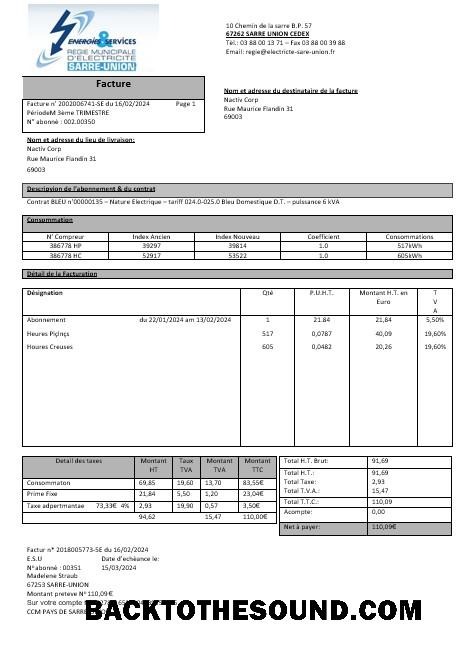 ENERGIES & SERVICES
REGIE MUNICIPALE
D'ELECTRICITE
SARRE-UNION
10 Chemin de la sarre B.P. 57
67262 SARRE UNION CEDEX
Tel.: 03 88 00 13 71 – Fax 03 88 00 39 88
Email: regie@electricite-sare-union.fr
Facture
Facture n° 2002006741-SE du 16/02/2024 Page 1
PériodeM 3ème TRIMESTRE
N° abonné : 002.00350
Nom et adresse du destinataire de la facture
Nactiv Corp
Rue Maurice Flandin 31
69003
Nom et adresse du lieu de livraison:
Nactiv Corp
Rue Maurice Flandin 31
69003
Descripvion de l'abonnement & du contrat
Contrat BLEU n°00000135 – Nature Electrique – tariff 024.0-025.0 Bleu Domestique D.T. – pulssance 6 kVA
Consommation
N° Compreur Index Ancien Index Nouveau Coefficient Consommations
386778 HP 39297 39814 1.0 517kWh
386778 HC 52917 53522 1.0 605kWh
Détail de la Facturation
Désignation Qté P.U.H.T. Montant H.T. en Euro T V A
Abonnement du 22/01/2024 am 13/02/2024 1 21.84 21,84 5,50%
Heures Piçinçs 517 0,0787 40,09 19,60%
Houres Creuses 605 0,0482 20,26 19,60%
Detail des taxes Montant HT Taux TVA Montant TVA Montant TTC
Consommaton 69,85 19,60 13,70 83,55€
Prime Fixe 21,84 5,50 1,20 23,04€
Taxe adpertmantae 73,33€ 4% 2,93 19,90 0,57 3,50€
94,62 15,47 110,00€
Total H.T. Brut: 91,69
Total H.T.: 91,69
Total Taxe: 2,93
Total T.V.A.: 15,47
Total T.T.C.: 110,09
Acompte: 0,00
Net à payer: 110,09€
Factur n° 2018005773-SE du 16/02/2024
E.S.U Date d'echèance le:
N° abonné : 00351 15/03/2024
Madelene Straub
67253 SARRE-UNION
Montant preteve N° 110,09 €
Sur votre compte
CCM PAYS DE
BACKTOTHESOUND.COM